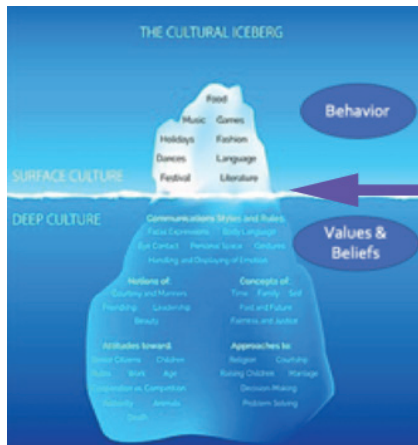 THE CULTURAL ICEBERG
Food
Music Games
Holidays Fashion
Dances Language
Festival Literature
Behavior
SURFACE CULTURE
DEEP CULTURE
Values &
Beliefs
Communications Styles and Rules:
Facial Expressions Body Language
Eye Contact Personal Space Gestures
Handling and Displaying of Emotion
Notions of:
Courtesy and Manners
Friendship Leadership
Beauty
Concepts of:
Time Family Self
Past and Future
Fairness and Justice
Attitudes toward:
Citizens Children
Rules Work Age
Cooperation vs. Competition
Authority Animals
Death
Approaches to:
Religion Courtship
Raising Children Marriage
Decision-Making
Problem Solving